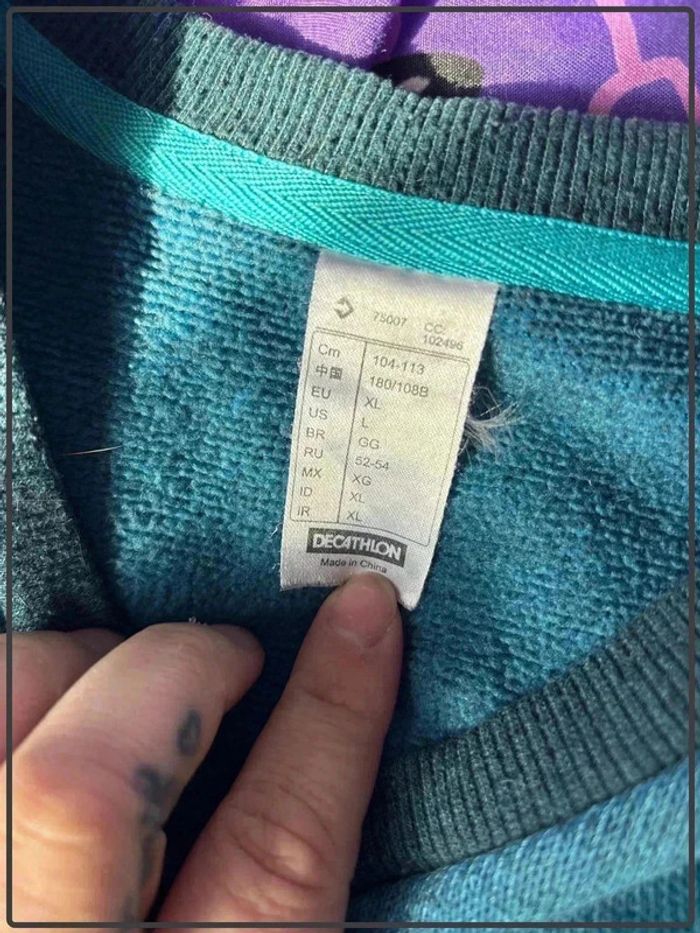 75007 CC:
102496
Cm 104-113
中国 180/108B
EU XL
US L
BR GG
RU 52-54
MX XG
ID XL
IR XL
DECATHLON
Made in China